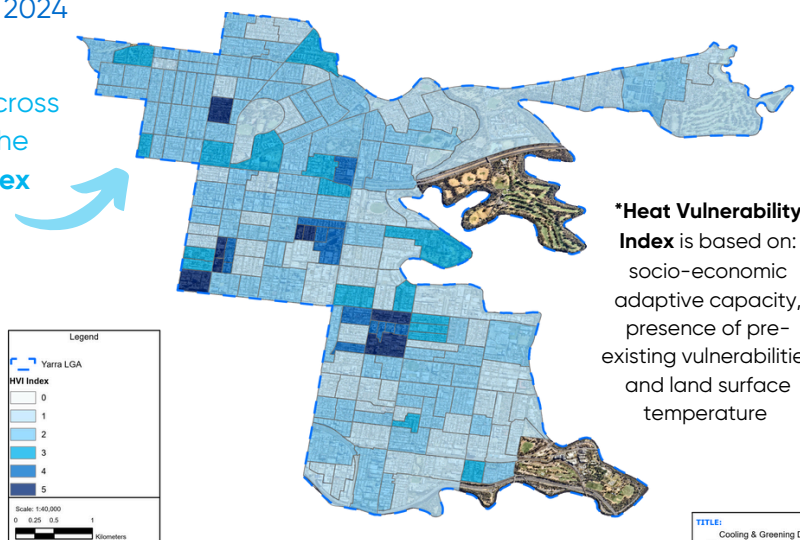 2024
cross
he
ex
*Heat Vulnerability
Index is based on:
socio-economic
adaptive capacity,
presence of pre-
existing vulnerabilitie
and land surface
temperature
Legend
Yarra LGA
HVI Index
0
1
2
3
4
5
Scale: 1:40,000
0 0.25 0.5 1
Kilometers
TITLE:
Cooling & Greening D